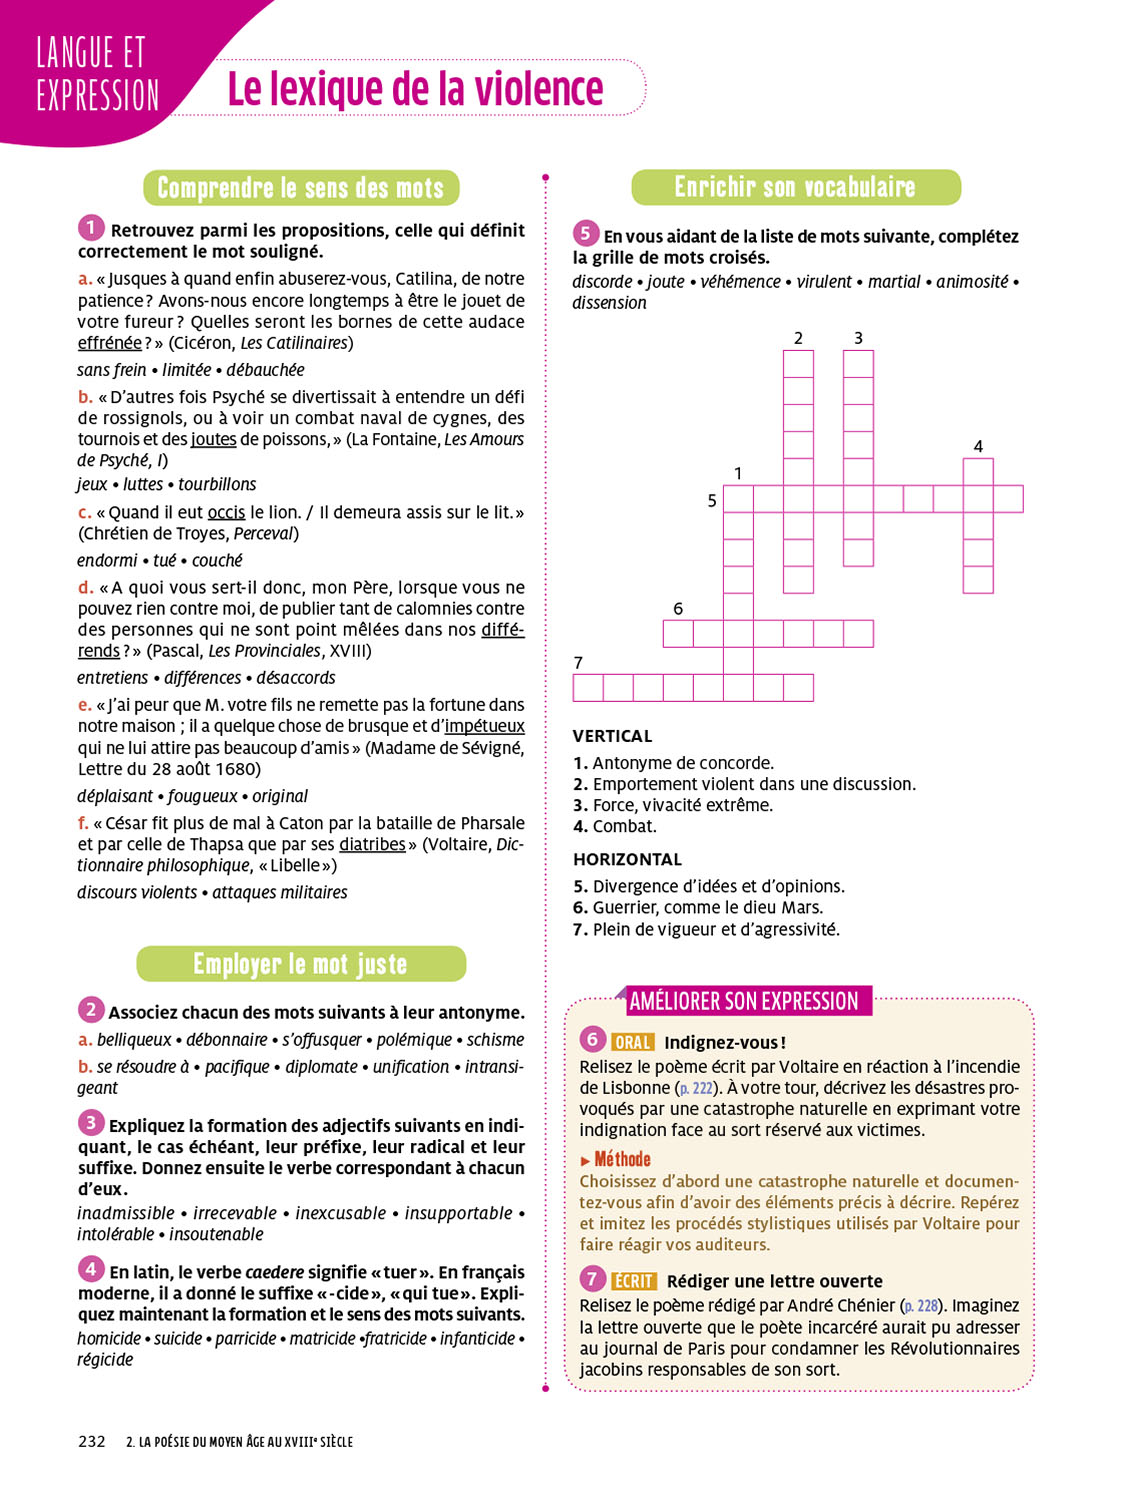 LANGUE ET
EXPRESSION
Le lexique de la violence
Comprendre le sens des mots
1 Retrouvez parmi les propositions, celle qui définit
correctement le mot souligné.
a. « Jusques à quand enfin abuserez-vous, Catilina, de notre
patience ? Avons-nous encore longtemps à être le jouet de
votre fureur ? Quelles seront les bornes de cette audace
effrénée ? » (Cicéron, Les Catilinaires)
sans frein • limitée • débauchée
b. « D’autres fois Psyché se divertissait à entendre un défi
de rossignols, ou à voir un combat naval de cygnes, des
tournois et des joutes de poissons, » (La Fontaine, Les Amours
de Psyché, I)
jeux • luttes • tourbillons
c. « Quand il eut occis le lion. / Il demeura assis sur le lit. »
(Chrétien de Troyes, Perceval)
endormi • tué • couché
d. « A quoi vous sert-il donc, mon Père, lorsque vous ne
pouvez rien contre moi, de publier tant de calomnies contre
des personnes qui ne sont point mêlées dans nos diffé-
rends ? » (Pascal, Les Provinciales, XVIII)
entretiens • différences • désaccords
e. « J’ai peur que M. votre fils ne remette pas la fortune dans
notre maison ; il a quelque chose de brusque et d’impétueux
qui ne lui attire pas beaucoup d’amis » (Madame de Sévigné,
Lettre du 28 août 1680)
déplaisant • fougueux • original
f. « César fit plus de mal à Caton par la bataille de Pharsale
et par celle de Thapsa que par ses diatribes » (Voltaire, Dic-
tionnaire philosophique, « Libelle »)
discours violents • attaques militaires
Employer le mot juste
2 Associez chacun des mots suivants à leur antonyme.
a. belliqueux • débonnaire • s’offusquer • polémique • schisme
b. se résoudre à • pacifique • diplomate • unification • intransi-
geant
3 Expliquez la formation des adjectifs suivants en indi-
quant, le cas échéant, leur préfixe, leur radical et leur
suffixe. Donnez ensuite le verbe correspondant à chacun
d’eux.
inadmissible • irrecevable • inexcusable • insupportable •
intolérable • insoutenable
4 En latin, le verbe caedere signifie « tuer ». En français
moderne, il a donné le suffixe « -cide », « qui tue ». Expli-
quez maintenant la formation et le sens des mots suivants.
homicide • suicide • parricide • matricide •fratricide • infanticide •
régicide
Enrichir son vocabulaire
5 En vous aidant de la liste de mots suivante, complétez
la grille de mots croisés.
discorde • joute • véhémence • virulent • martial • animosité •
dissension
2 3
4
1
5
6
7
VERTICAL
1. Antonyme de concorde.
2. Emportement violent dans une discussion.
3. Force, vivacité extrême.
4. Combat.
HORIZONTAL
5. Divergence d’idées et d’opinions.
6. Guerrier, comme le dieu Mars.
7. Plein de vigueur et d’agressivité.
AMÉLIORER SON EXPRESSION
6 ORAL Indignez-vous !
Relisez le poème écrit par Voltaire en réaction à l’incendie
de Lisbonne (p. 222). À votre tour, décrivez les désastres pro-
voqués par une catastrophe naturelle en exprimant votre
indignation face au sort réservé aux victimes.
► Méthode
Choisissez d’abord une catastrophe naturelle et documen-
tez-vous afin d’avoir des éléments précis à décrire. Repérez
et imitez les procédés stylistiques utilisés par Voltaire pour
faire réagir vos auditeurs.
7 ÉCRIT Rédiger une lettre ouverte
Relisez le poème rédigé par André Chénier (p. 228). Imaginez
la lettre ouverte que le poète incarcéré aurait pu adresser
au journal de Paris pour condamner les Révolutionnaires
jacobins responsables de son sort.
232 2. LA POÉSIE DU MOYEN ÂGE AU XVIIIe SIÈCLE